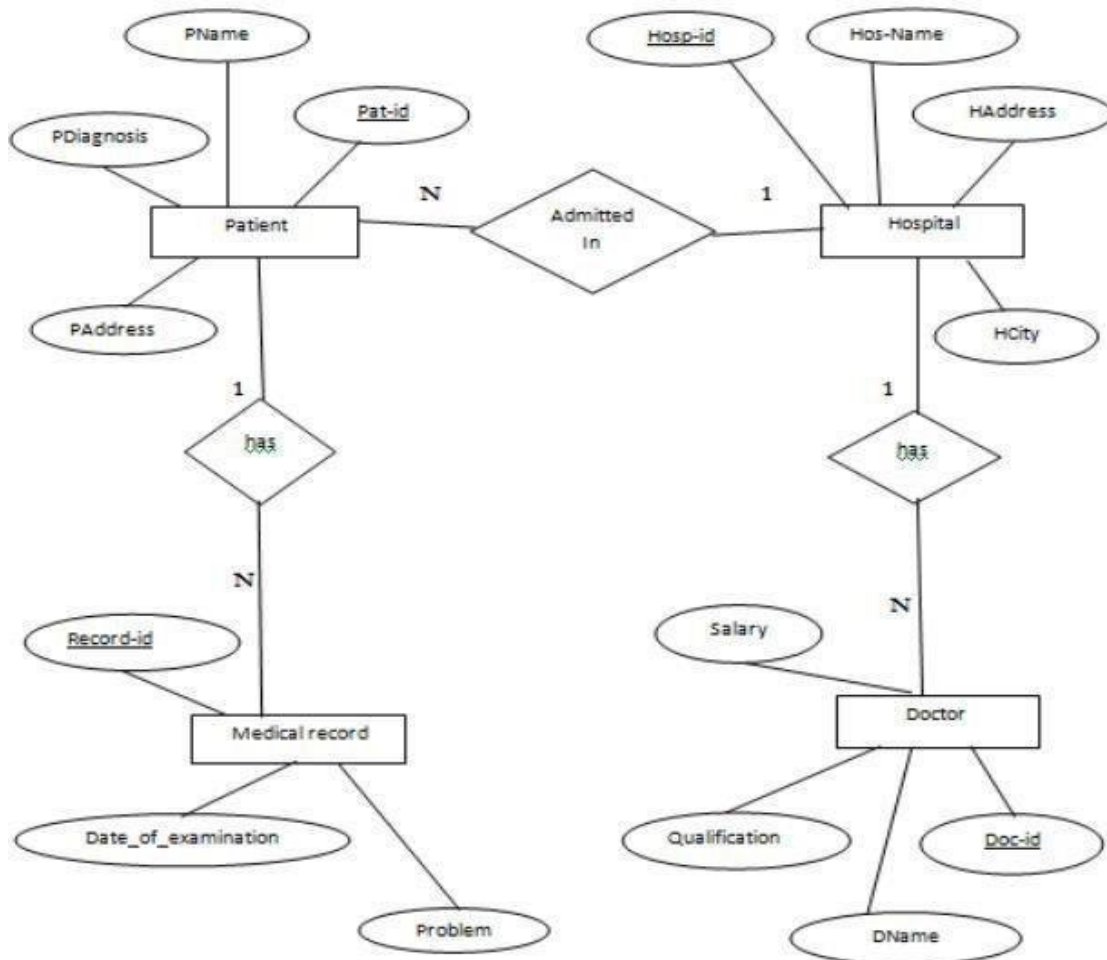 PName
Hosp-id
Hos-Name
Pat-id
HAddress
PDiagnosis
N
1
Patient
Admitted
In
Hospital
PAddress
HCity
1
1
has
has
N
N
Record-id
Salary
Medical record
Doctor
Date_of_examination
Qualification
Doc-id
Problem
DName